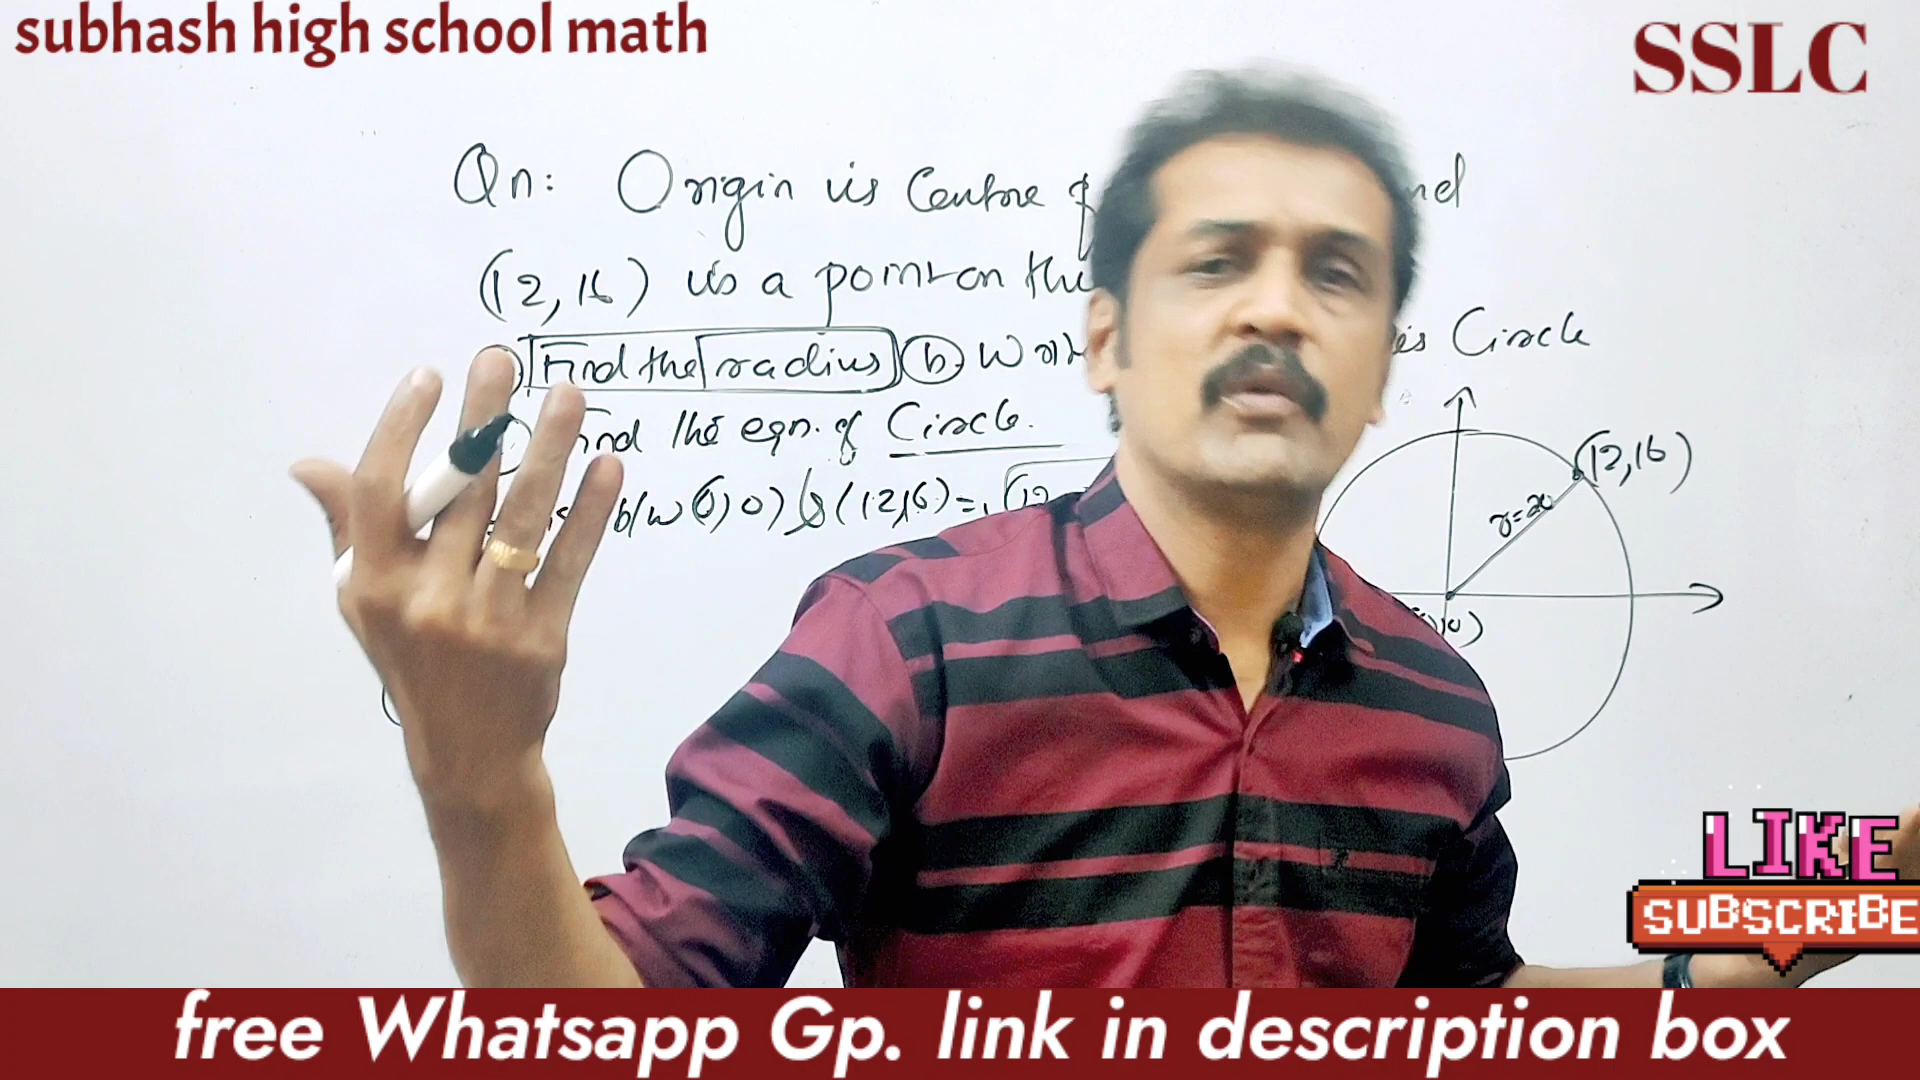 subhash high school math
SSLC
Qn: Origin is Centre of nd
(12,16) is a point on the
Find the radius (b) is Circle
Find the eqn. of Circle.
b/w (0,0) & (12,16) =
(12,16)
LIKE
SUBSCRIBE
free Whatsapp Gp. link in description box